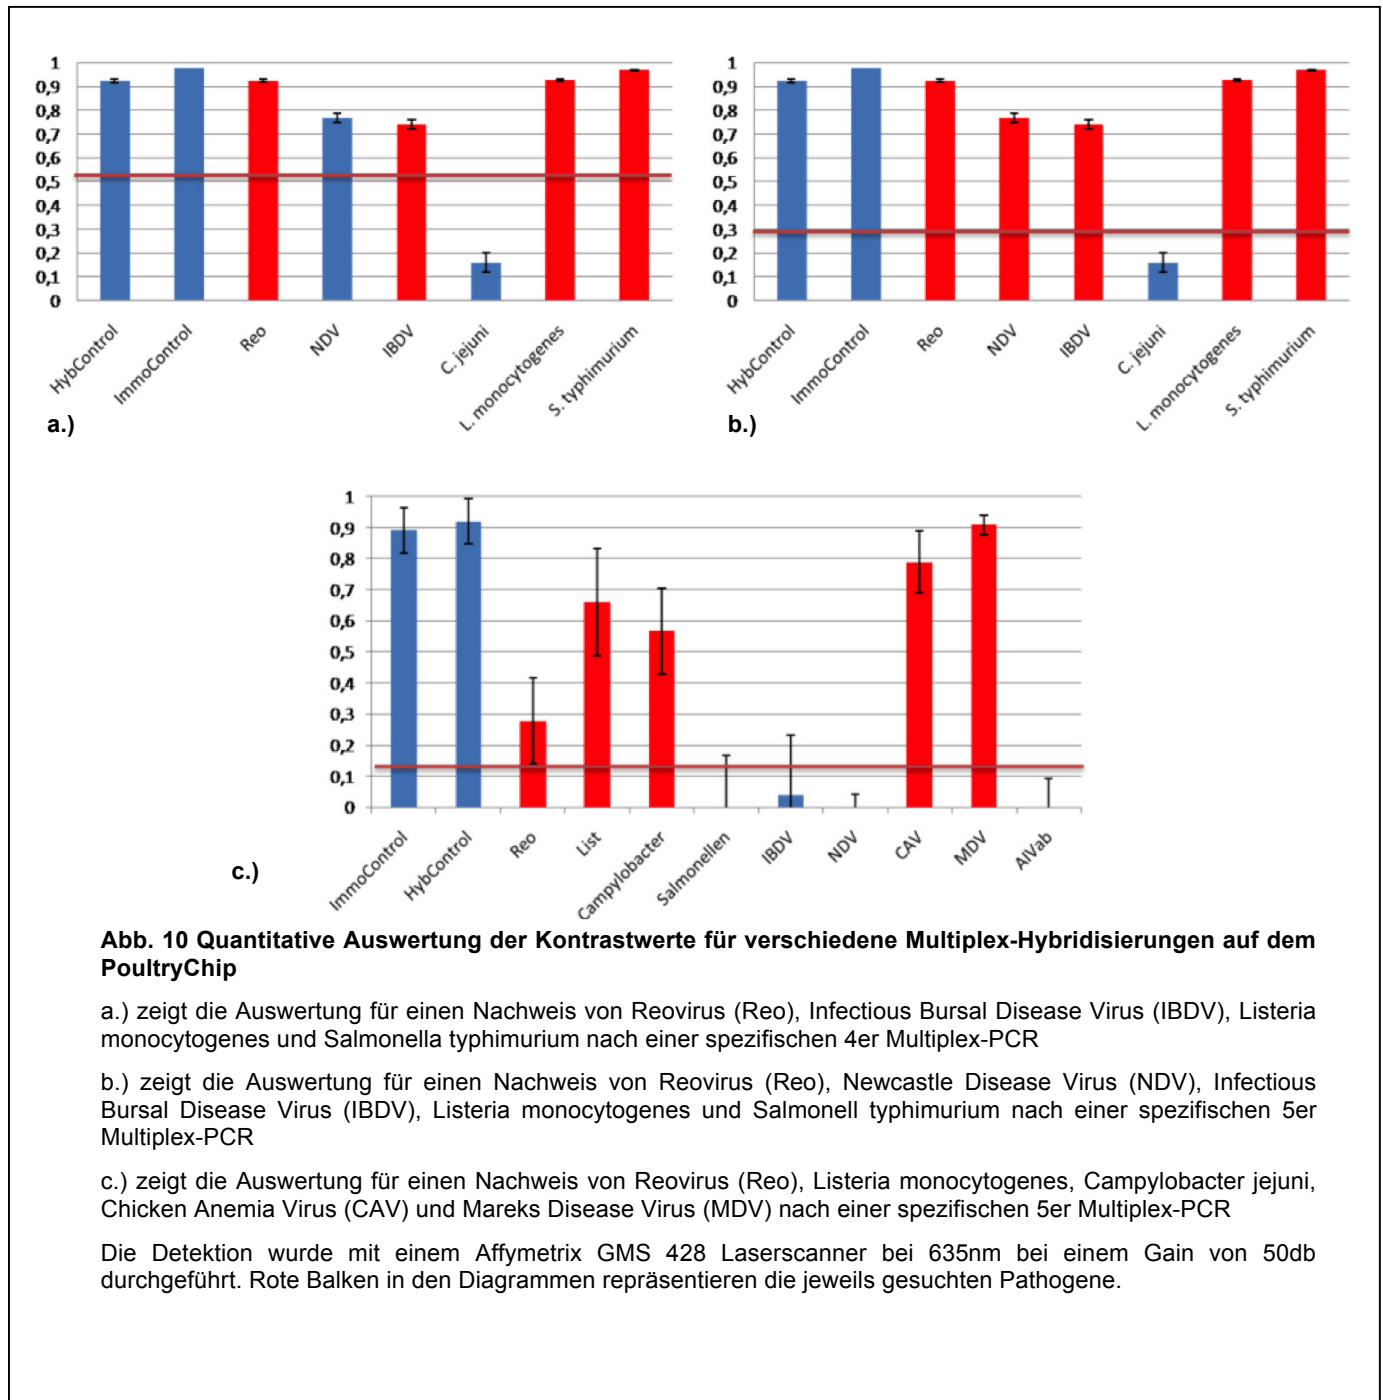 1
0,9
0,8
0,7
0,6
0,5
0,4
0,3
0,2
0,1
0
HybControl
ImmoControl
Reo
NDV
IBDV
C. jejuni
L. monocytogenes
S. typhimurium
a.)
1
0,9
0,8
0,7
0,6
0,5
0,4
0,3
0,2
0,1
0
HybControl
ImmoControl
Reo
NDV
IBDV
C. jejuni
L. monocytogenes
S. typhimurium
b.)
1
0,9
0,8
0,7
0,6
0,5
0,4
0,3
0,2
0,1
0
ImmoControl
HybControl
Reo
List
Campylobacter
Salmonellen
IBDV
NDV
CAV
MDV
AIVab
c.)
Abb. 10 Quantitative Auswertung der Kontrastwerte für verschiedene Multiplex-Hybridisierungen auf dem
PoultryChip
a.) zeigt die Auswertung für einen Nachweis von Reovirus (Reo), Infectious Bursal Disease Virus (IBDV), Listeria
monocytogenes und Salmonella typhimurium nach einer spezifischen 4er Multiplex-PCR
b.) zeigt die Auswertung für einen Nachweis von Reovirus (Reo), Newcastle Disease Virus (NDV), Infectious
Bursal Disease Virus (IBDV), Listeria monocytogenes und Salmonell typhimurium nach einer spezifischen 5er
Multiplex-PCR
c.) zeigt die Auswertung für einen Nachweis von Reovirus (Reo), Listeria monocytogenes, Campylobacter jejuni,
Chicken Anemia Virus (CAV) und Mareks Disease Virus (MDV) nach einer spezifischen 5er Multiplex-PCR
Die Detektion wurde mit einem Affymetrix GMS 428 Laserscanner bei 635nm bei einem Gain von 50db
durchgeführt. Rote Balken in den Diagrammen repräsentieren die jeweils gesuchten Pathogene.